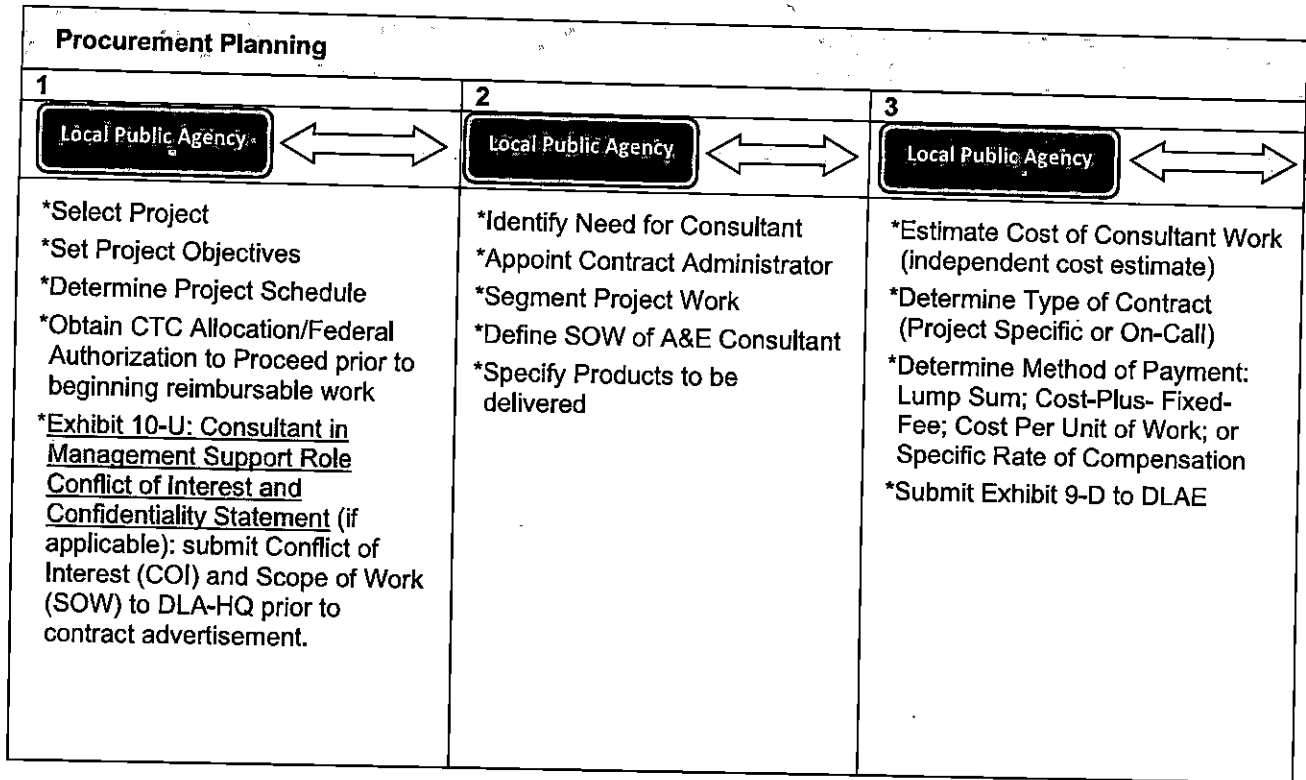 Procurement Planning
1
Local Public Agency
*Select Project
*Set Project Objectives
*Determine Project Schedule
*Obtain CTC Allocation/Federal
Authorization to Proceed prior to
beginning reimbursable work
*Exhibit 10-U: Consultant in
Management Support Role
Conflict of Interest and
Confidentiality Statement (if
applicable): submit Conflict of
Interest (COI) and Scope of Work
(SOW) to DLA-HQ prior to
contract advertisement.
2
Local Public Agency
*Identify Need for Consultant
*Appoint Contract Administrator
*Segment Project Work
*Define SOW of A&E Consultant
*Specify Products to be
delivered
3
Local Public Agency
*Estimate Cost of Consultant Work
(independent cost estimate)
*Determine Type of Contract
(Project Specific or On-Call)
*Determine Method of Payment:
Lump Sum; Cost-Plus- Fixed-
Fee; Cost Per Unit of Work; or
Specific Rate of Compensation
*Submit Exhibit 9-D to DLAE